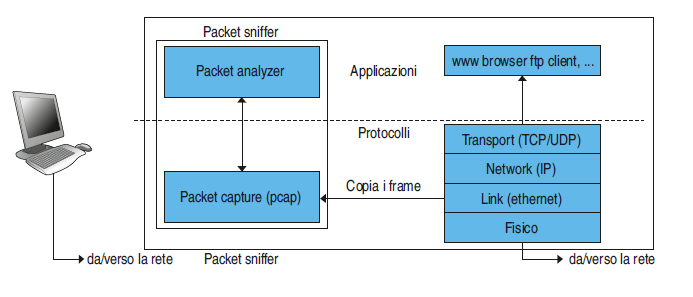 Packet sniffer
Packet analyzer
Applicazioni
www browser ftp client, ...
Protocolli
Transport (TCP/UDP)
Network (IP)
Packet capture (pcap)
Copia i frame
Link (ethernet)
Fisico
da/verso la rete
Packet sniffer
da/verso la rete